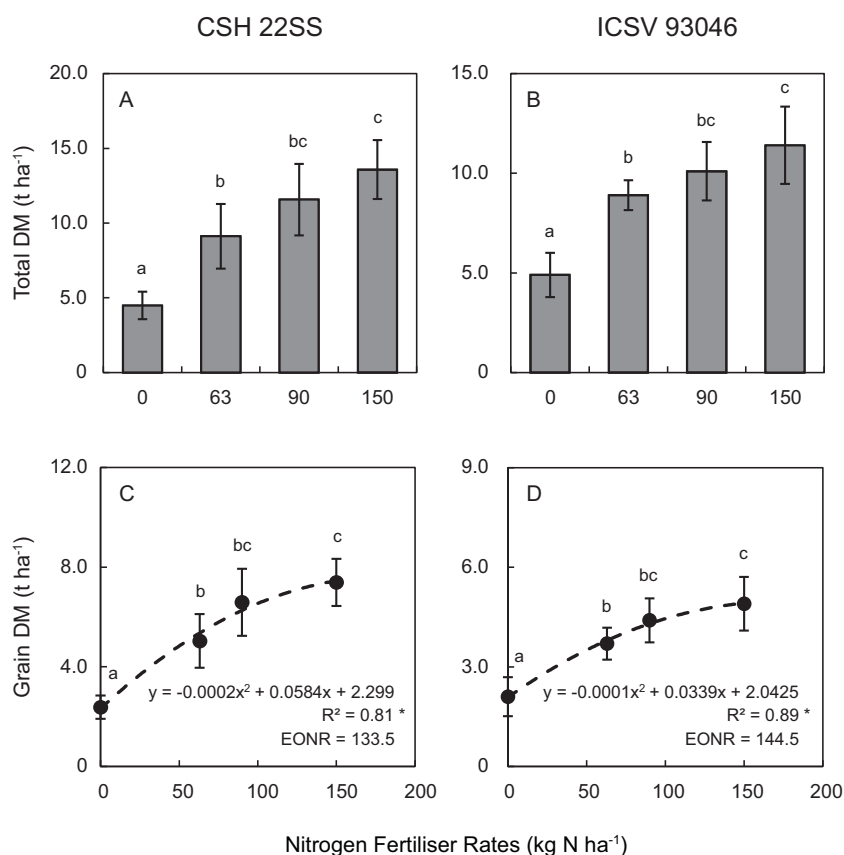 CSH 22SS
ICSV 93046
Total DM (t ha⁻¹)
20.0
15.0
10.0
5.0
0
A
a
b
bc
c
0 63 90 150
15.0
10.0
5.0
0
B
a
b
bc
c
0 63 90 150
Grain DM (t ha⁻¹)
12.0
8.0
4.0
0
C
a
b
bc
c
y = -0.0002x² + 0.0584x + 2.299
R² = 0.81 *
EONR = 133.5
0 50 100 150 200
9.0
6.0
3.0
0
D
a
b
bc
c
y = -0.0001x² + 0.0339x + 2.0425
R² = 0.89 *
EONR = 144.5
0 50 100 150 200
Nitrogen Fertiliser Rates (kg N ha⁻¹)